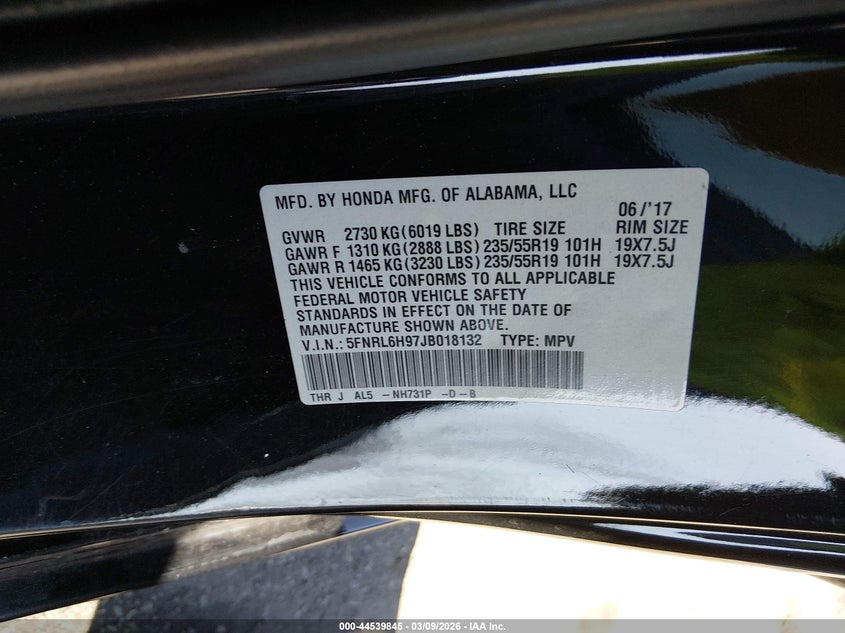 MFD. BY HONDA MFG. OF ALABAMA, LLC
06/'17
GVWR 2730 KG(6019 LBS) TIRE SIZE RIM SIZE
GAWR F 1310 KG(2888 LBS) 235/55R19 101H 19X7.5J
GAWR R 1465 KG(3230 LBS) 235/55R19 101H 19X7.5J
THIS VEHICLE CONFORMS TO ALL APPLICABLE
FEDERAL MOTOR VEHICLE SAFETY
STANDARDS IN EFFECT ON THE DATE OF
MANUFACTURE SHOWN ABOVE.
V.I.N.: 5FNRL6H97JB018132 TYPE: MPV
THR J AL5 -NH731P -D-B
000-44539845 - 03/09/2026 - IAA Inc.